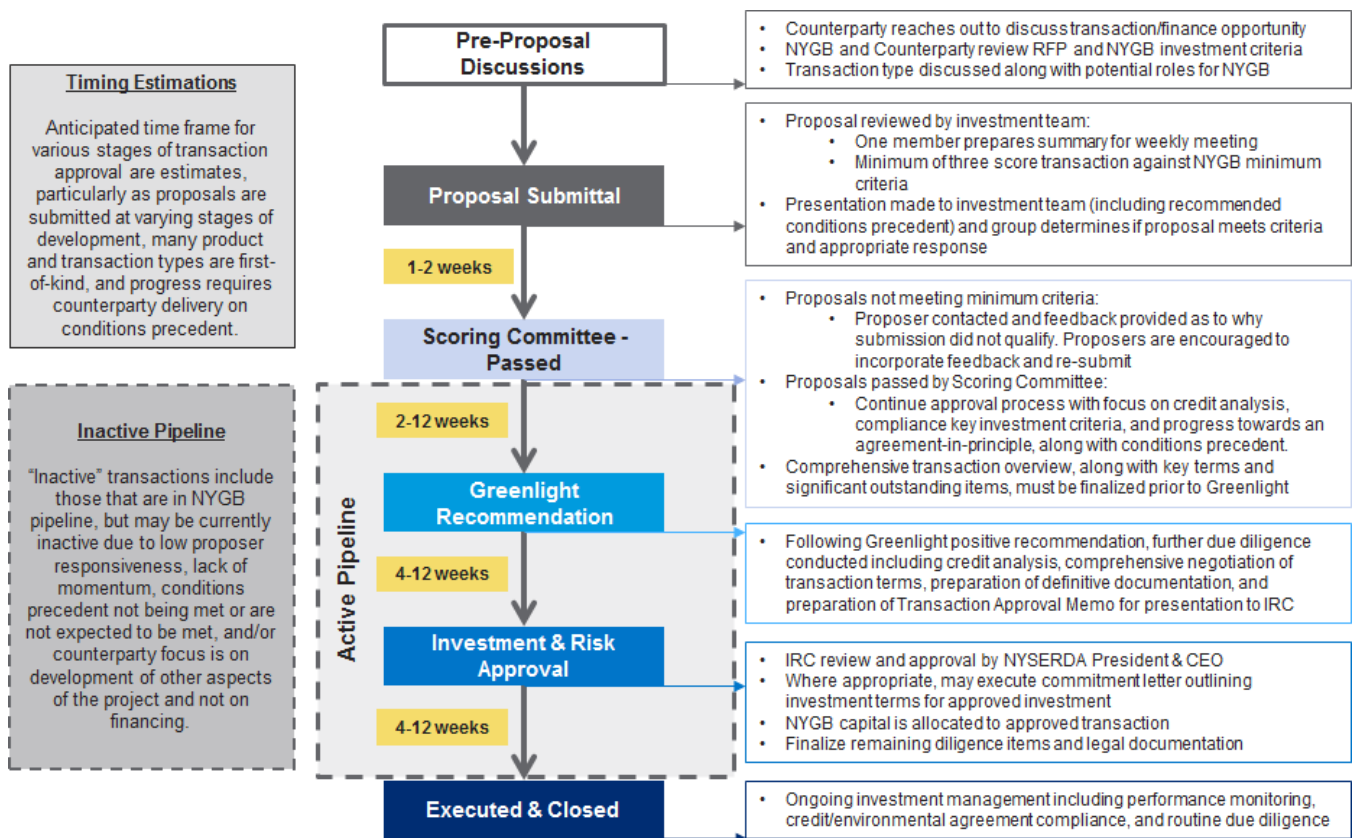 Pre-Proposal
Discussions
• Counterparty reaches out to discuss transaction/finance opportunity
• NYGB and Counterparty review RFP and NYGB investment criteria
• Transaction type discussed along with potential roles for NYGB
Timing Estimations
Anticipated time frame for
various stages of transaction
approval are estimates,
particularly as proposals are
submitted at varying stages of
development, many product
and transaction types are first-
of-kind, and progress requires
counterparty delivery on
conditions precedent.
Proposal Submittal
• Proposal reviewed by investment team:
• One member prepares summary for weekly meeting
• Minimum of three score transaction against NYGB minimum
criteria
• Presentation made to investment team (including recommended
conditions precedent) and group determines if proposal meets criteria
and appropriate response
1-2 weeks
Scoring Committee -
Passed
• Proposals not meeting minimum criteria:
• Proposer contacted and feedback provided as to why
submission did not qualify. Proposers are encouraged to
incorporate feedback and re-submit
• Proposals passed by Scoring Committee:
• Continue approval process with focus on credit analysis,
compliance key investment criteria, and progress towards an
agreement-in-principle, along with conditions precedent.
• Comprehensive transaction overview, along with key terms and
significant outstanding items, must be finalized prior to Greenlight
Inactive Pipeline
“Inactive” transactions include
those that are in NYGB
pipeline, but may be currently
inactive due to low proposer
responsiveness, lack of
momentum, conditions
precedent not being met or are
not expected to be met, and/or
counterparty focus is on
development of other aspects
of the project and not on
financing.
Active Pipeline
2-12 weeks
Greenlight
Recommendation
• Following Greenlight positive recommendation, further due diligence
conducted including credit analysis, comprehensive negotiation of
transaction terms, preparation of definitive documentation, and
preparation of Transaction Approval Memo for presentation to IRC
4-12 weeks
Investment & Risk
Approval
• IRC review and approval by NYSERDA President & CEO
• Where appropriate, may execute commitment letter outlining
investment terms for approved investment
• NYGB capital is allocated to approved transaction
• Finalize remaining diligence items and legal documentation
4-12 weeks
Executed & Closed
• Ongoing investment management including performance monitoring,
credit/environmental agreement compliance, and routine due diligence